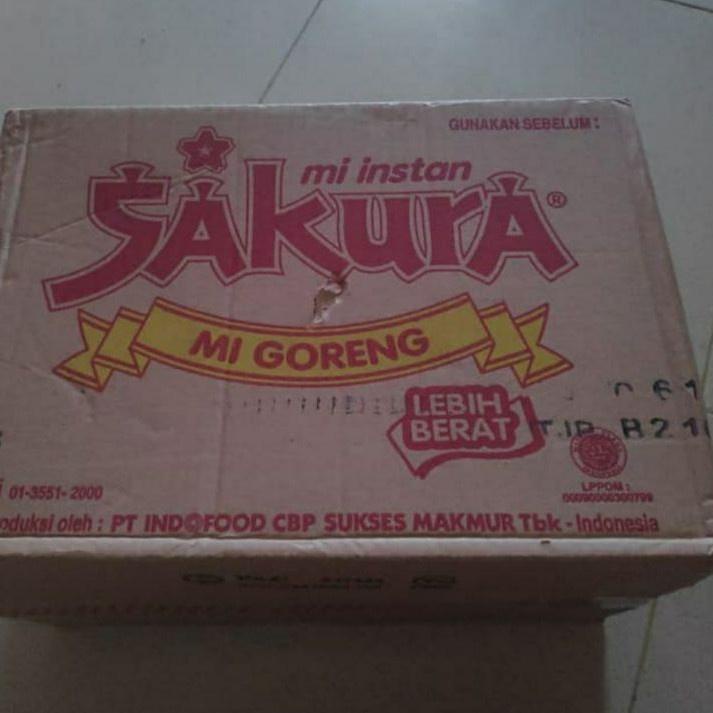 GUNAKAN SEBELUM :
mi instan
SAKURA®
MI GORENG
LEBIH
BERAT
01-3551-2000
LPPOM :
00090000300799
oduksi oleh : PT INDOFOOD CBP SUKSES MAKMUR Tbk - Indonesia